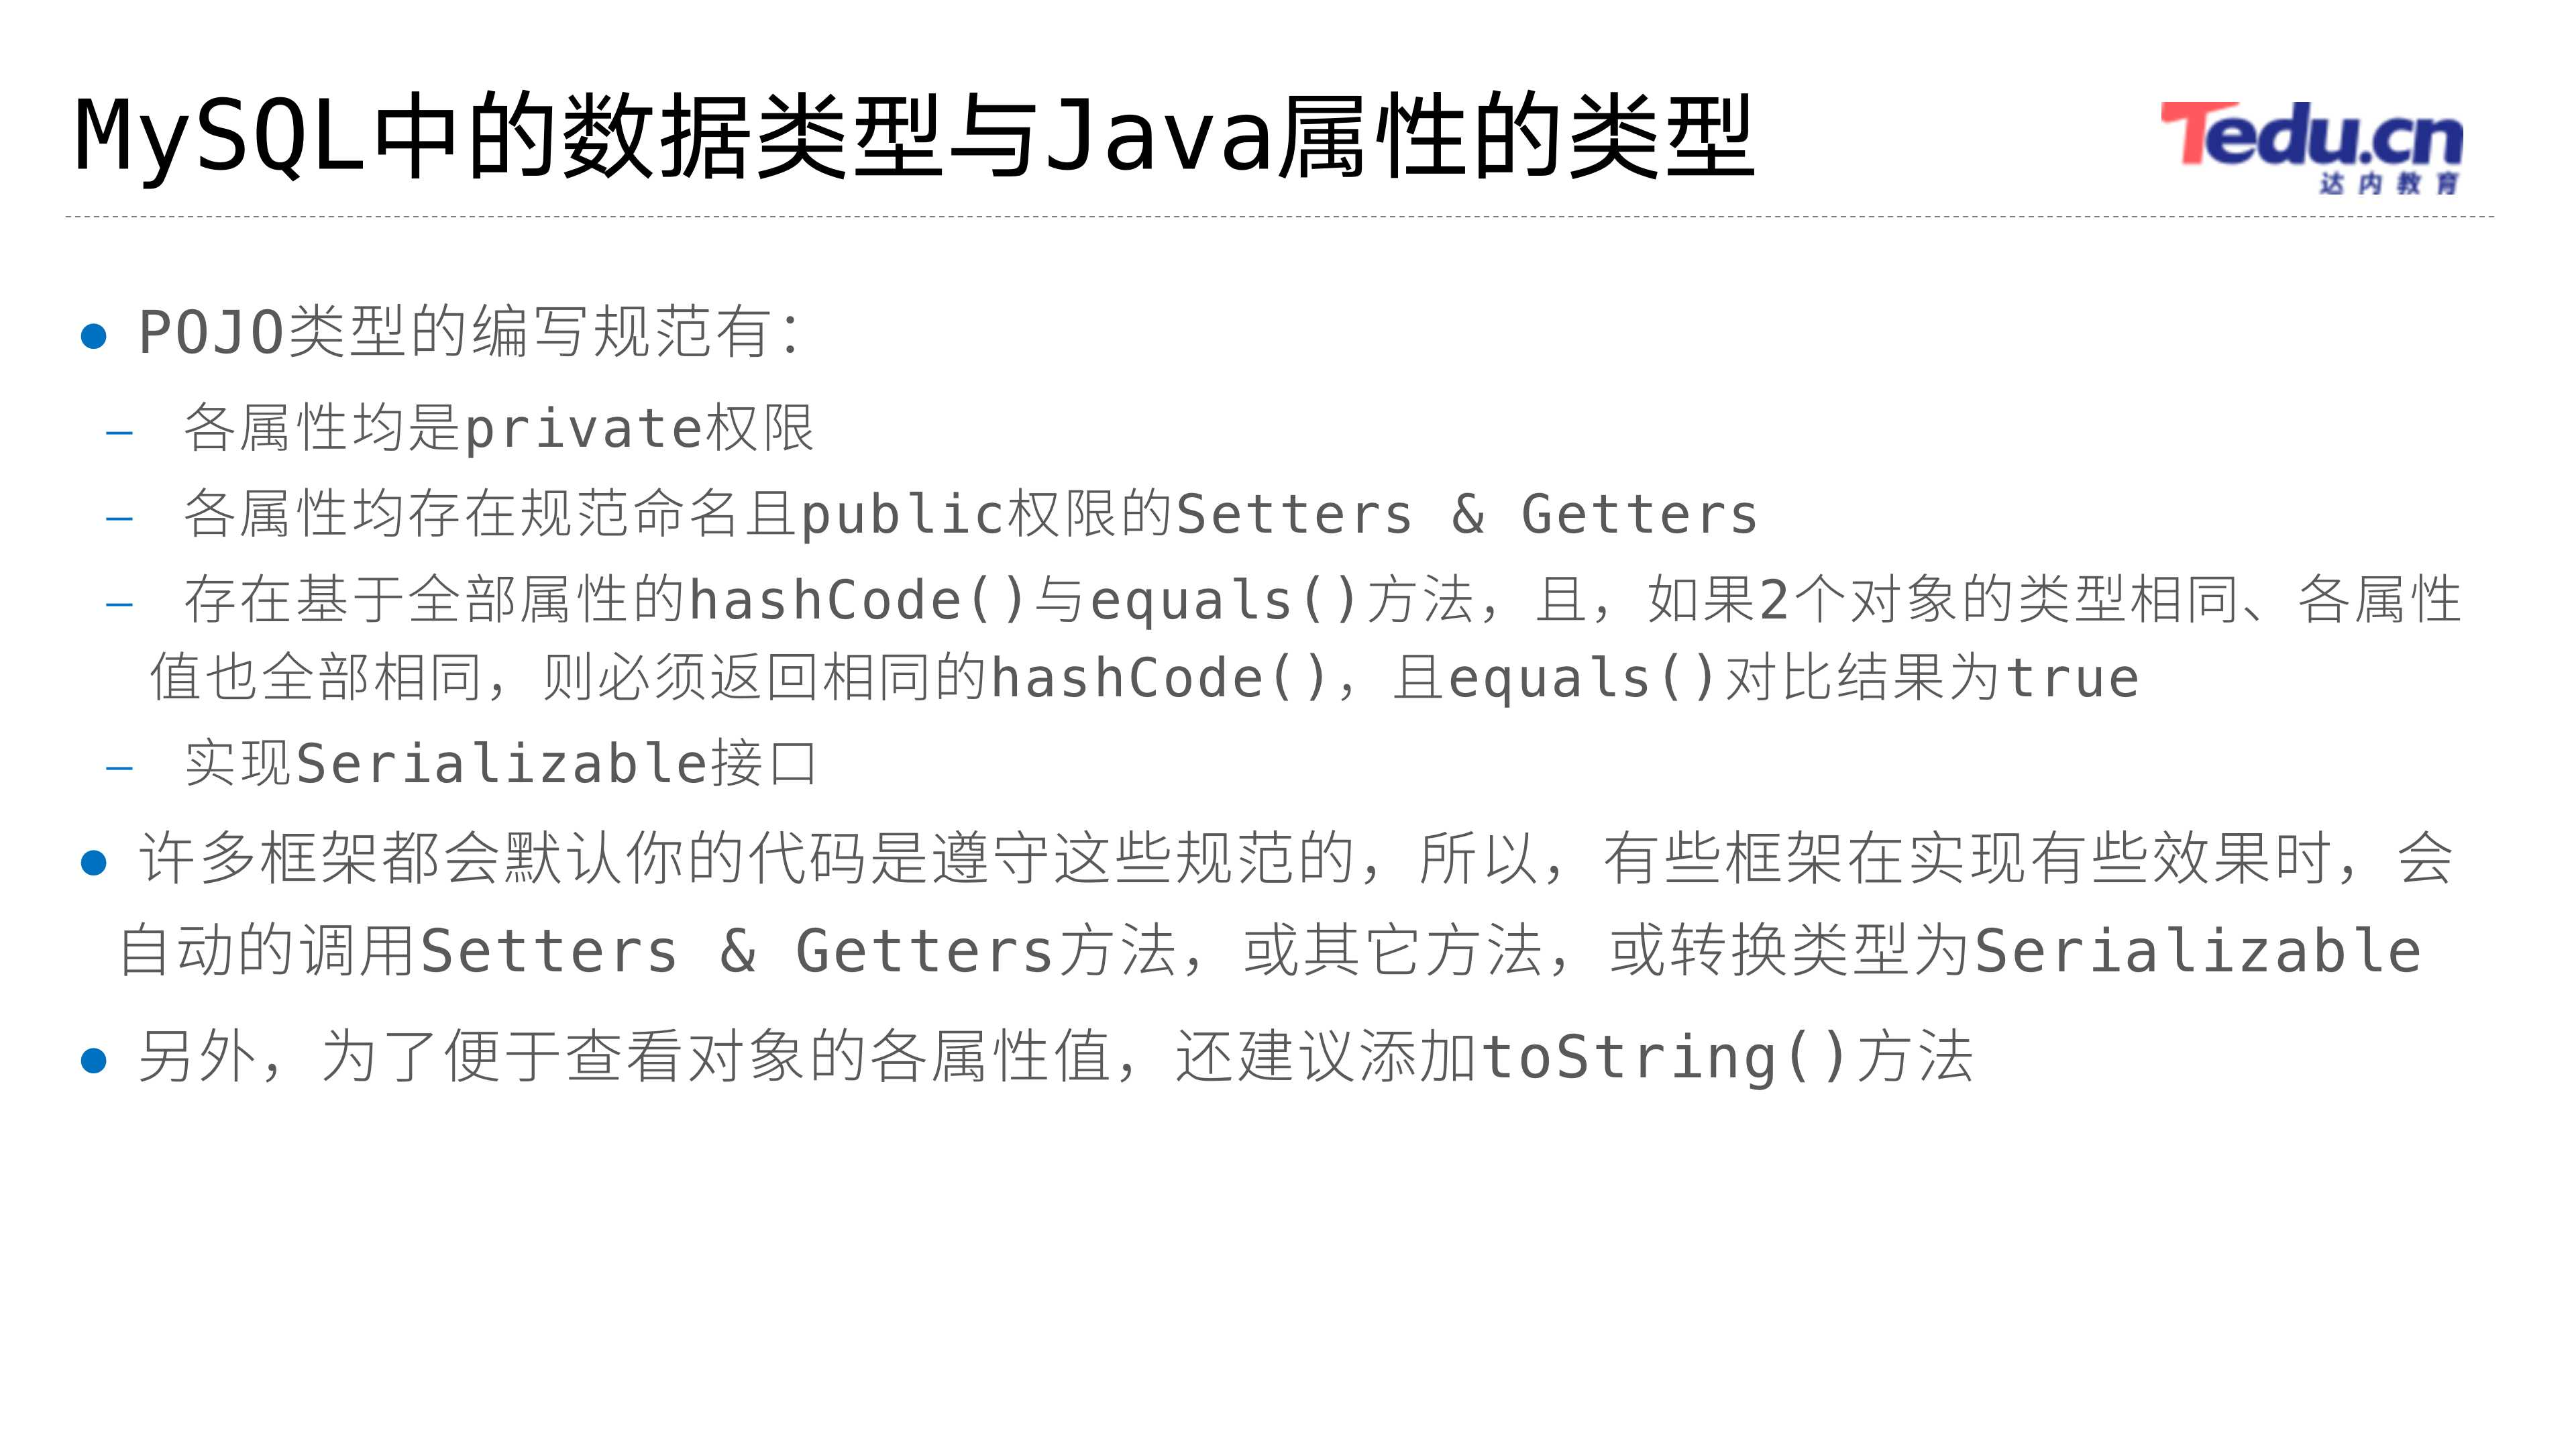 MySQL中的数据类型与Java属性的类型
Tedu.cn
达内教育
● POJO类型的编写规范有：
– 各属性均是private权限
– 各属性均存在规范命名且public权限的Setters & Getters
– 存在基于全部属性的hashCode()与equals()方法，且，如果2个对象的类型相同、各属性
值也全部相同，则必须返回相同的hashCode()，且equals()对比结果为true
– 实现Serializable接口
● 许多框架都会默认你的代码是遵守这些规范的，所以，有些框架在实现有些效果时，会
自动的调用Setters & Getters方法，或其它方法，或转换类型为Serializable
● 另外，为了便于查看对象的各属性值，还建议添加toString()方法